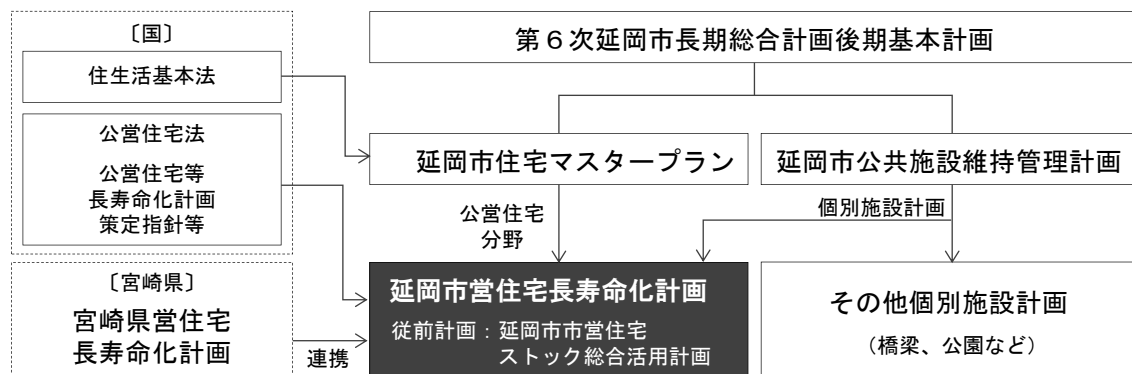 〔国〕
住生活基本法
公営住宅法
公営住宅等
長寿命化計画
策定指針等
〔宮崎県〕
宮崎県営住宅
長寿命化計画
連携
第６次延岡市長期総合計画後期基本計画
延岡市住宅マスタープラン
延岡市公共施設維持管理計画
公営住宅
分野
個別施設計画
延岡市営住宅長寿命化計画
従前計画：延岡市市営住宅
ストック総合活用計画
その他個別施設計画
（橋梁、公園など）